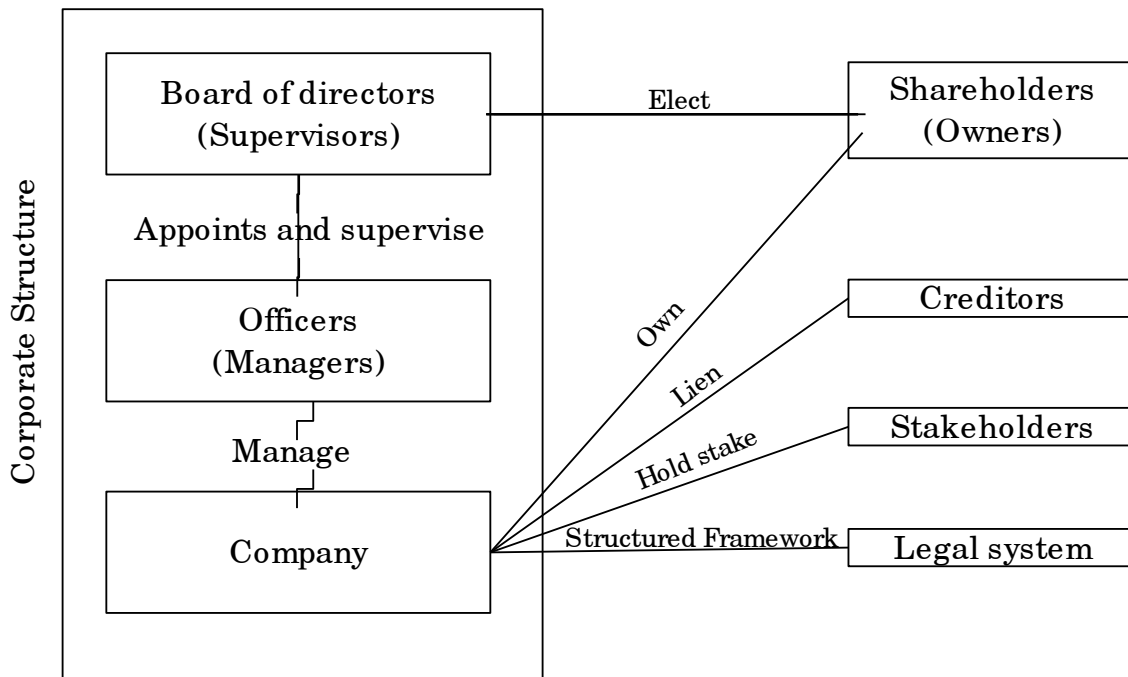 Corporate Structure
Board of directors
(Supervisors)
Elect
Shareholders
(Owners)
Appoints and supervise
Officers
(Managers)
Own
Creditors
Lien
Manage
Hold stake
Stakeholders
Company
Structured Framework
Legal system